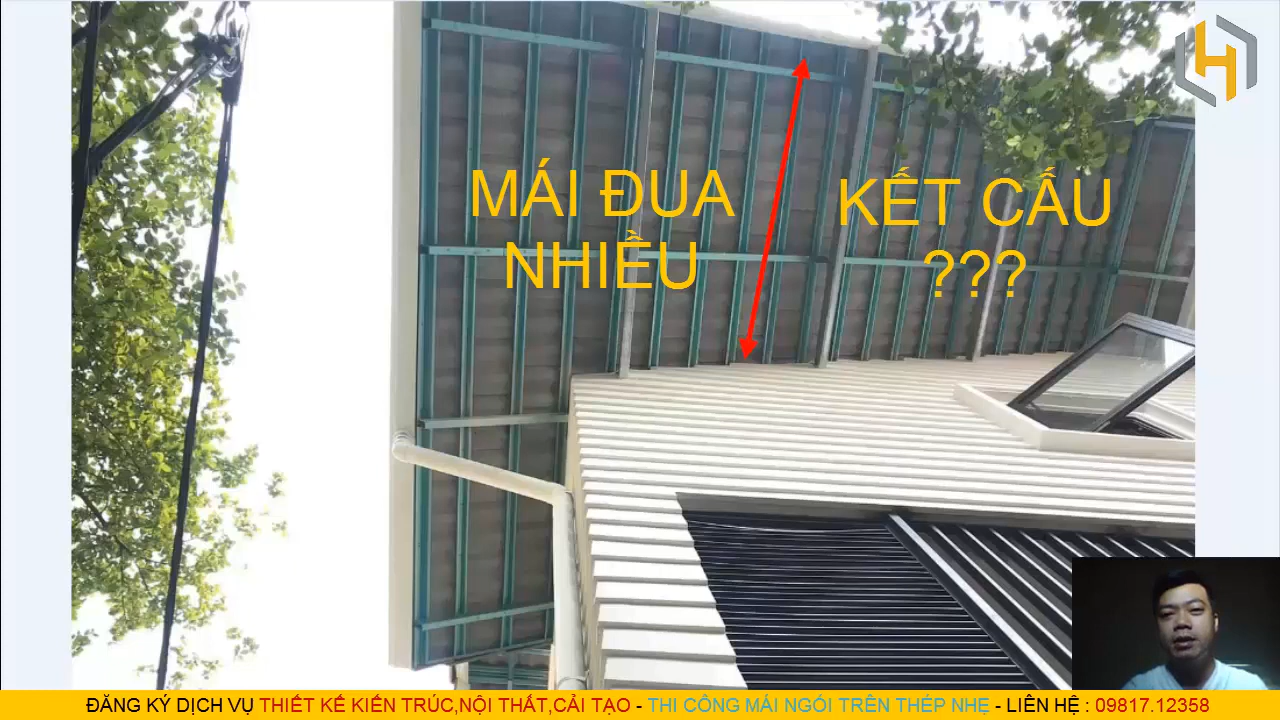 MÁI ĐUA
NHIỀU
KẾT CẤU
???
ĐĂNG KÝ DỊCH VỤ THIẾT KẾ KIẾN TRÚC,NỘI THẤT,CẢI TẠO - THI CÔNG MÁI NGÓI TRÊN THÉP NHẸ - LIÊN HỆ : 09817.12358